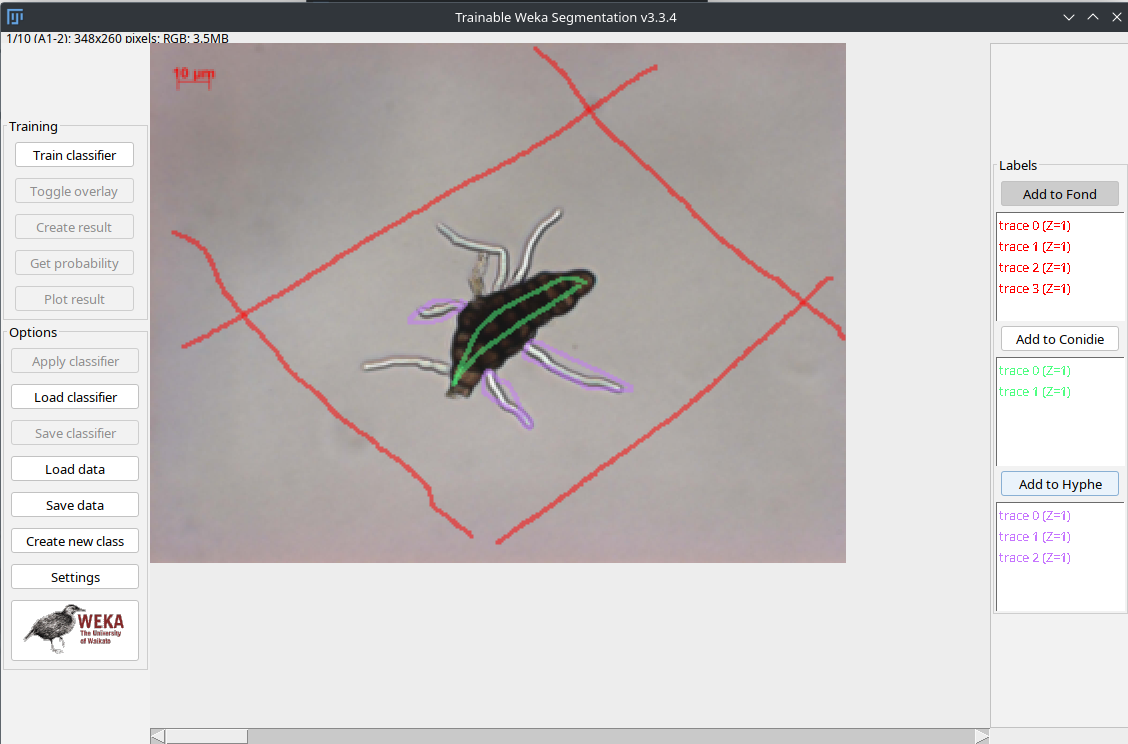 Trainable Weka Segmentation v3.3.4
1/10 (A1-2); 348x260 pixels; RGB; 3.5MB
10 µm
Training
Train classifier
Toggle overlay
Create result
Get probability
Plot result
Options
Apply classifier
Load classifier
Save classifier
Load data
Save data
Create new class
Settings
WEKA
The University
of Waikato
Labels
Add to Fond
trace 0 (Z=1)
trace 1 (Z=1)
trace 2 (Z=1)
trace 3 (Z=1)
Add to Conidie
trace 0 (Z=1)
trace 1 (Z=1)
Add to Hyphe
trace 0 (Z=1)
trace 1 (Z=1)
trace 2 (Z=1)